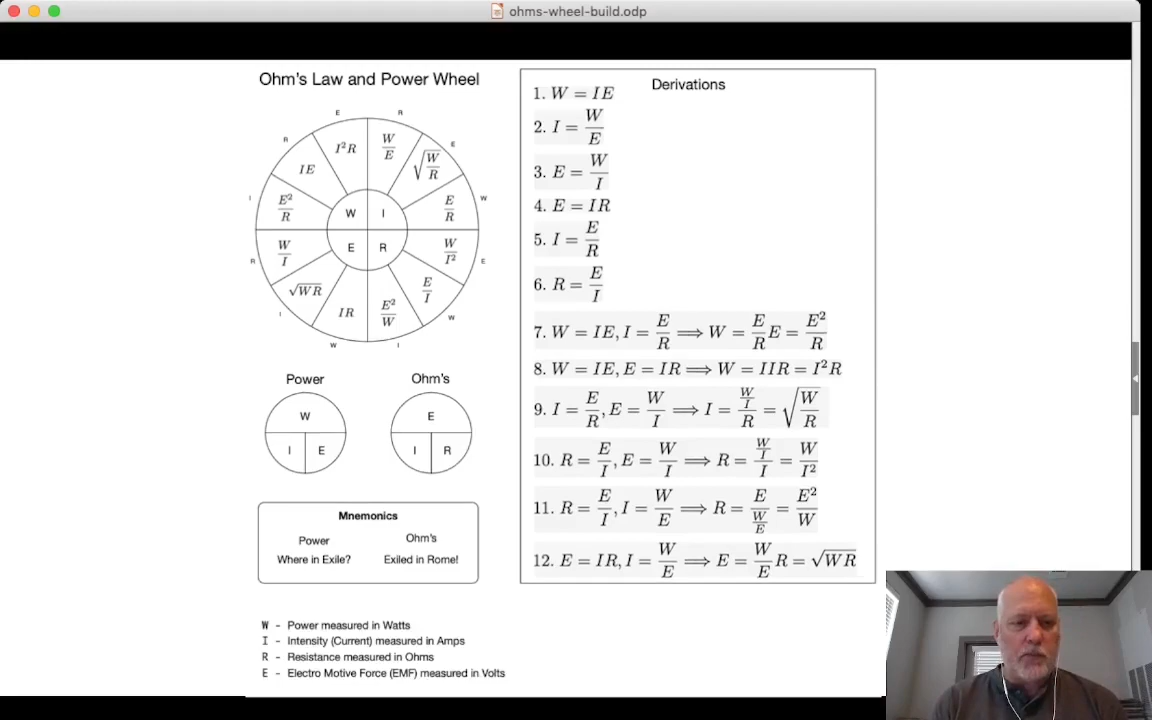 ohms-wheel-build.odp
Ohm's Law and Power Wheel
E R
R E
I²R W/E √(W/R)
IE
I E²/R W I E/R W
W/I E R W/I² E
R
√WR E/I
I IR E²/W W
W I
Power Ohm's
W E
I E I R
Mnemonics
Power Ohm's
Where in Exile? Exiled in Rome!
W - Power measured in Watts
I - Intensity (Current) measured in Amps
R - Resistance measured in Ohms
E - Electro Motive Force (EMF) measured in Volts
Derivations
1. W = IE
2. I = W/E
3. E = W/I
4. E = IR
5. I = E/R
6. R = E/I
7. W = IE, I = E/R ⟹ W = E/R E = E²/R
8. W = IE, E = IR ⟹ W = IIR = I²R
9. I = E/R, E = W/I ⟹ I = (W/I)/R = √(W/R)
10. R = E/I, E = W/I ⟹ R = (W/I)/I = W/I²
11. R = E/I, I = W/E ⟹ R = E/(W/E) = E²/W
12. E = IR, I = W/E ⟹ E = W/E R = √WR